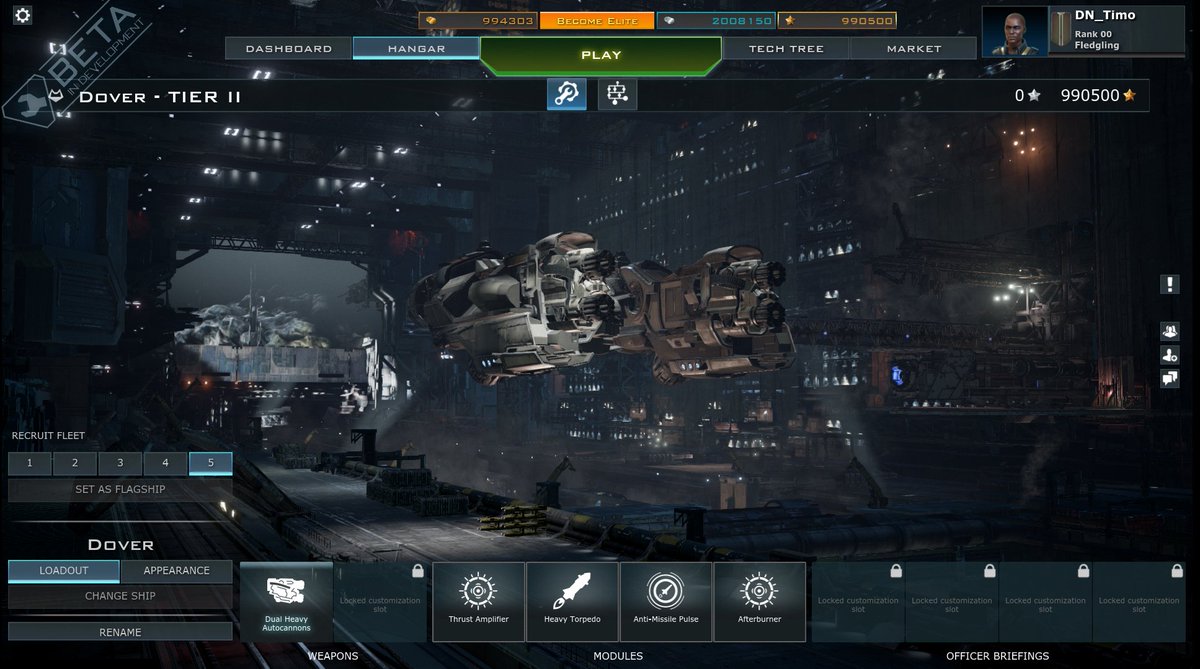 BETA
IN DEVELOPMENT
994303
BECOME ELITE
2008150
990500
DN_Timo
Rank 00
Fledgling
DASHBOARD
HANGAR
PLAY
TECH TREE
MARKET
DOVER - TIER II
0
990500
RECRUIT FLEET
1
2
3
4
5
SET AS FLAGSHIP
DOVER
LOADOUT
APPEARANCE
CHANGE SHIP
RENAME
Dual Heavy
Autocannons
Locked customization
slot
Thrust Amplifier
Heavy Torpedo
Anti-Missile Pulse
Afterburner
Locked customization
slot
Locked customization
slot
Locked customization
slot
Locked customization
slot
WEAPONS
MODULES
OFFICER BRIEFINGS